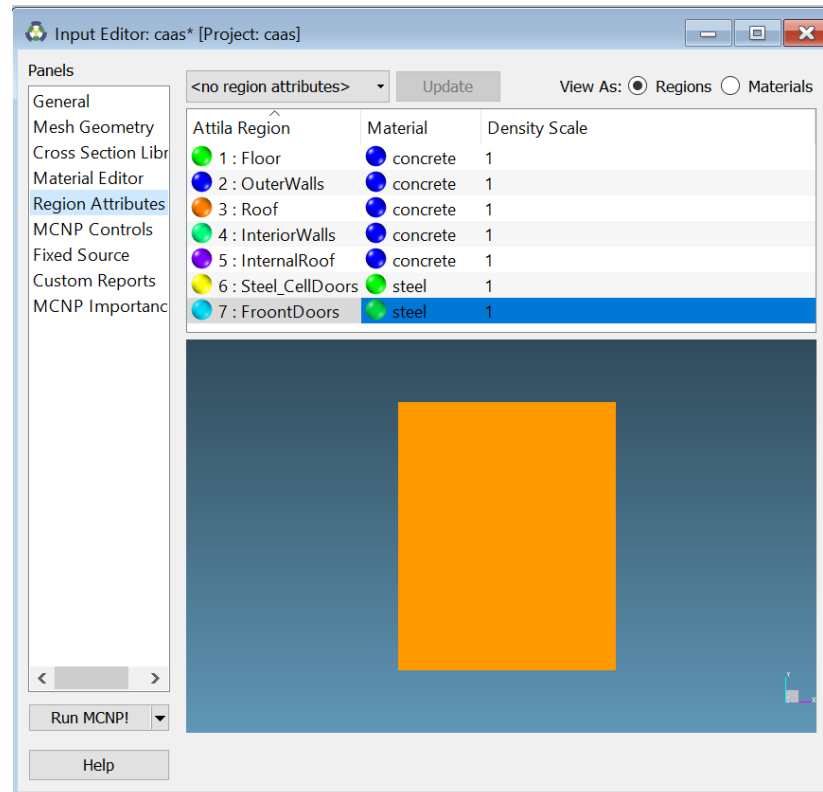 Input Editor: caas* [Project: caas]
Panels
General
Mesh Geometry
Cross Section Libr
Material Editor
Region Attributes
MCNP Controls
Fixed Source
Custom Reports
MCNP Importanc
<no region attributes>
Update
View As: Regions Materials
Attila Region Material Density Scale
1 : Floor concrete 1
2 : OuterWalls concrete 1
3 : Roof concrete 1
4 : InteriorWalls concrete 1
5 : InternalRoof concrete 1
6 : Steel_CellDoors steel 1
7 : FroontDoors steel 1
Y
X
Run MCNP!
Help